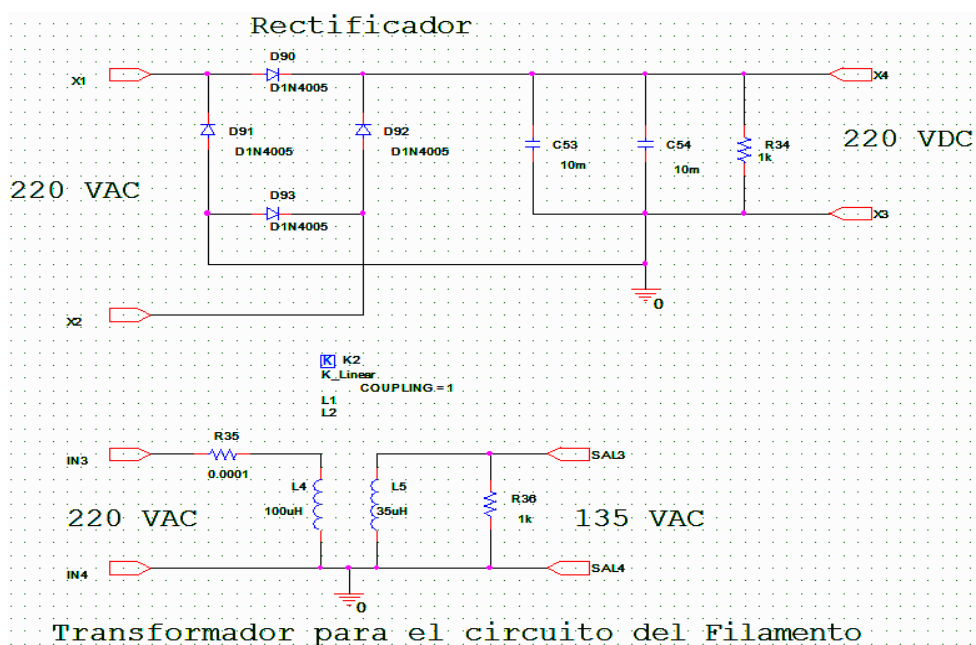 Rectificador
D90
X1
D1N4005
X4
D91
D1N4005
D92
D1N4005
C53
10m
C54
10m
R34
1k
220 VDC
220 VAC
D93
D1N4005
X3
0
X2
K K2
K_Linear
COUPLING = 1
L1
L2
R35
IN3
0.0001
SAL3
L4
100uH
L5
35uH
R36
1k
220 VAC
135 VAC
IN4
SAL4
0
Transformador para el circuito del Filamento